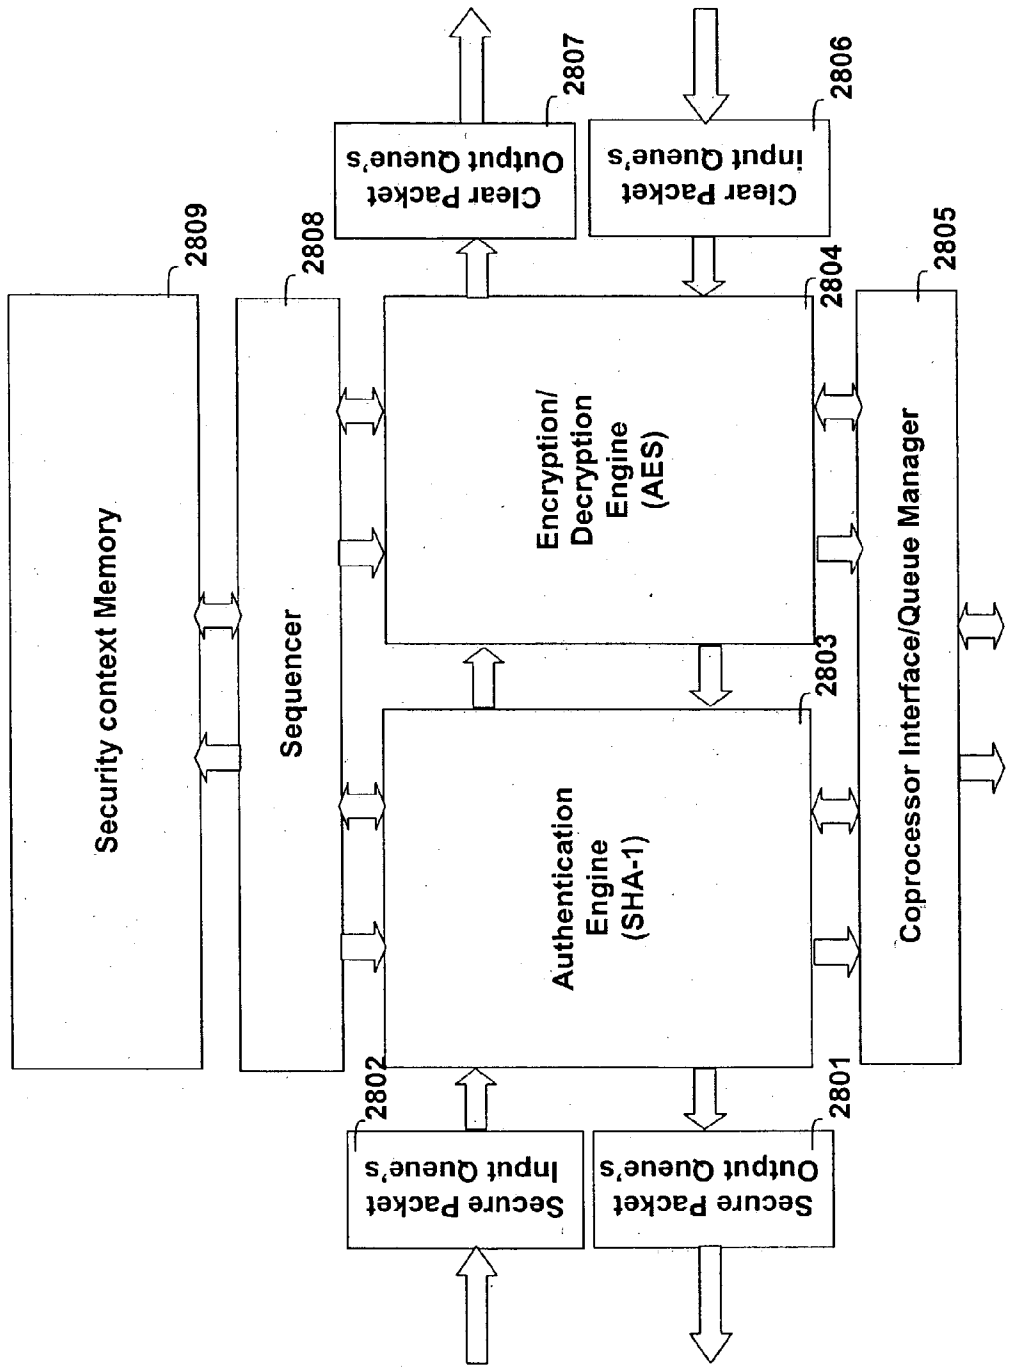 2809
Security context Memory
2808
Sequencer
2807
Clear Packet
Output Queue's
2806
Clear Packet
input Queue's
2804
Encryption/
Decryption
Engine
(AES)
2803
Authentication
Engine
(SHA-1)
2802
Secure Packet
Input Queue's
2801
Secure Packet
Output Queue's
2805
Coprocessor Interface/Queue Manager